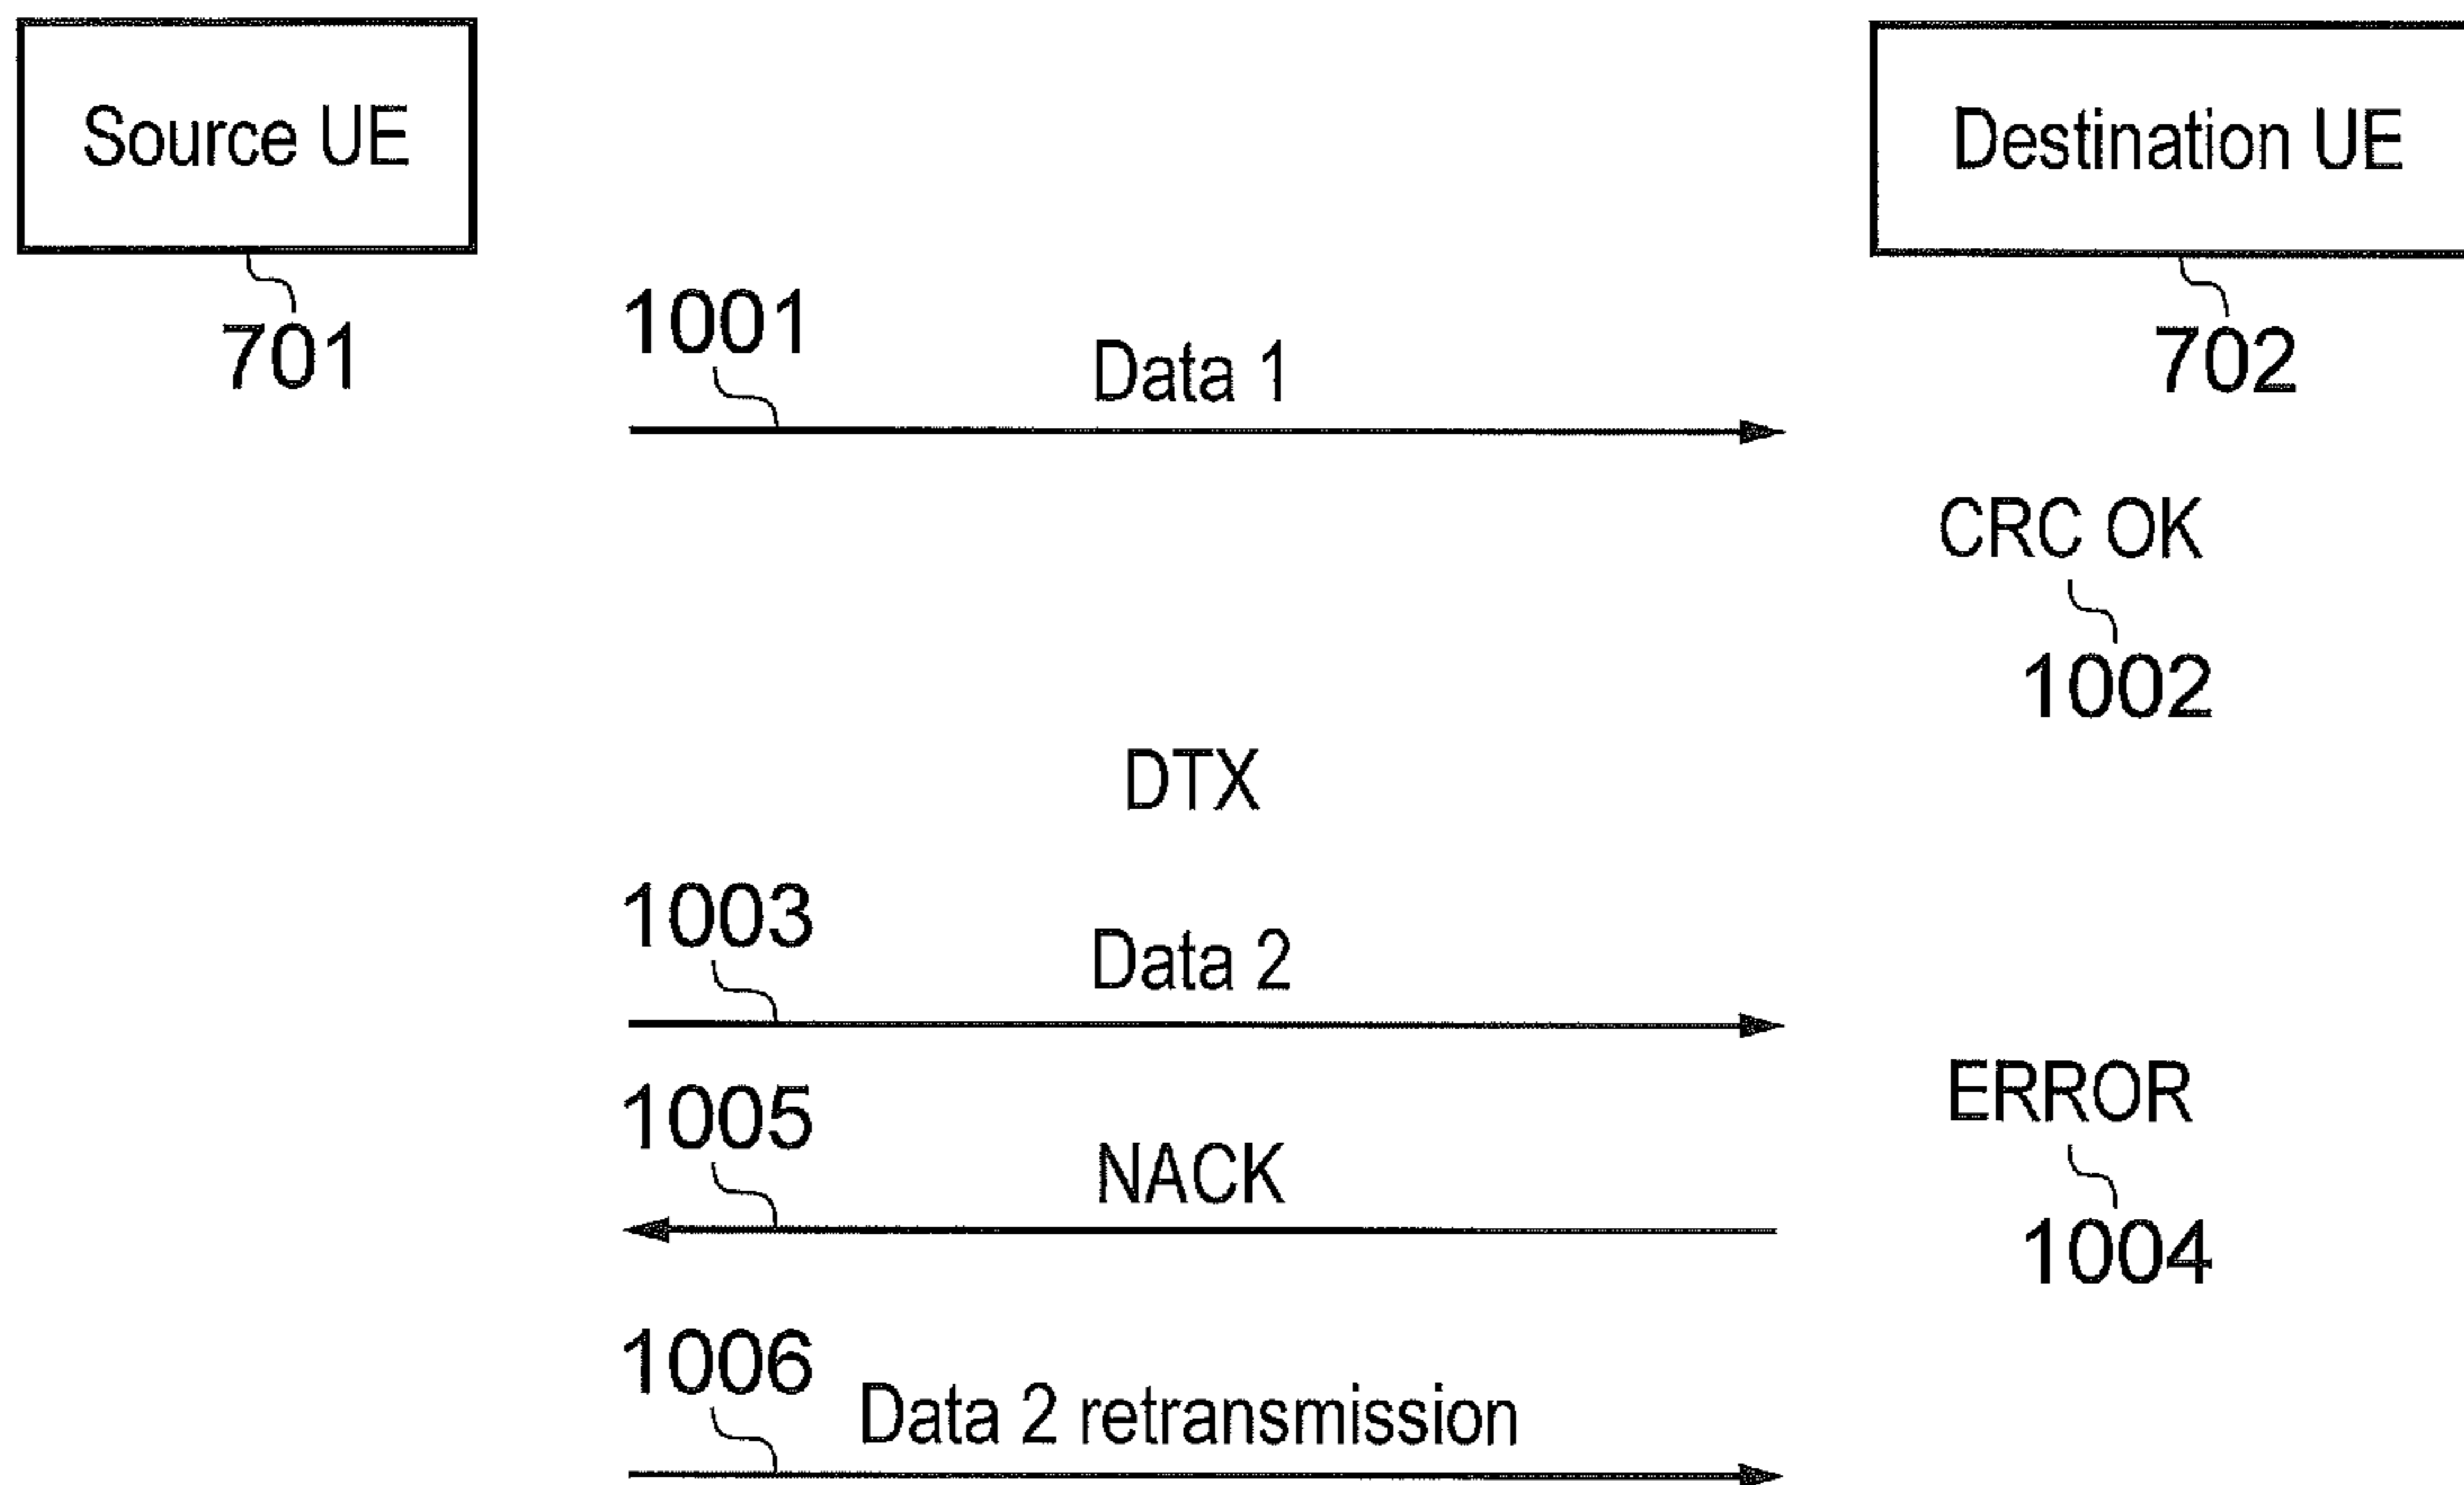 Source UE
Destination UE
701
702
1001
Data 1
CRC OK
1002
DTX
1003
Data 2
ERROR
1004
1005
NACK
1006
Data 2 retransmission